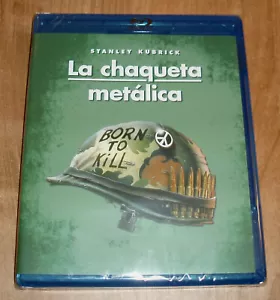 STANLEY KUBRICK
La chaqueta
metálica
BORN
TO
KILL